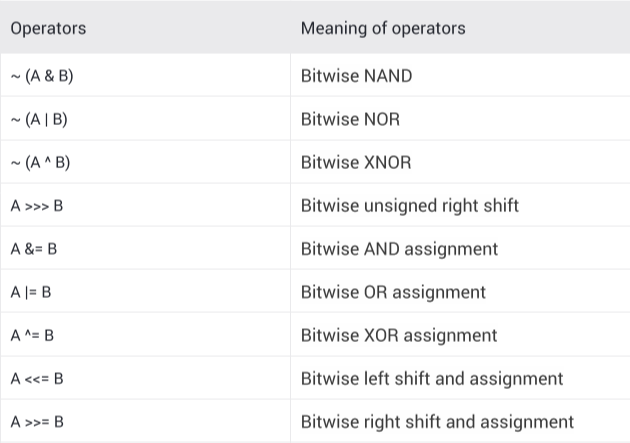 Operators Meaning of operators
~ (A & B) Bitwise NAND
~ (A | B) Bitwise NOR
~ (A ^ B) Bitwise XNOR
A >>> B Bitwise unsigned right shift
A &= B Bitwise AND assignment
A |= B Bitwise OR assignment
A ^= B Bitwise XOR assignment
A <<= B Bitwise left shift and assignment
A >>= B Bitwise right shift and assignment